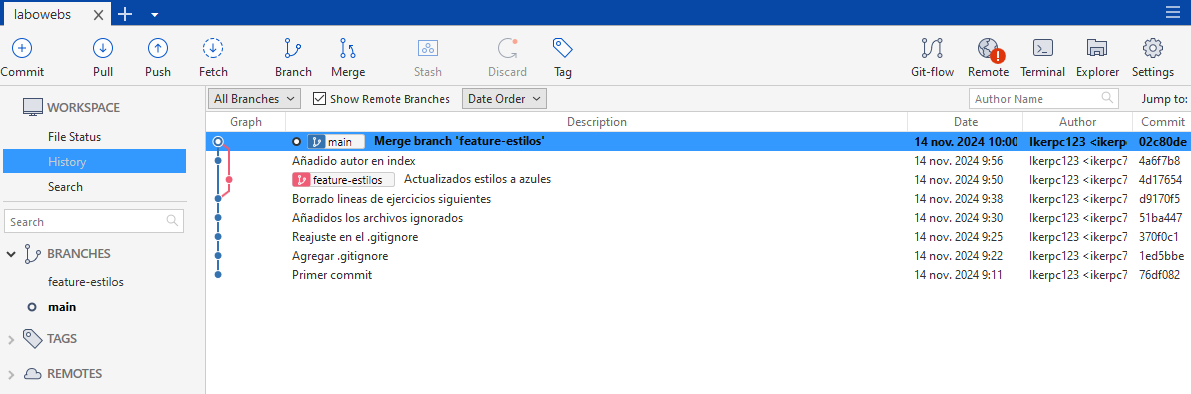 labowebs
Commit Pull Push Fetch Branch Merge Stash Discard Tag Git-flow Remote Terminal Explorer Settings
WORKSPACE
File Status
History
Search
Search
BRANCHES
feature-estilos
main
TAGS
REMOTES
All Branches Show Remote Branches Date Order Author Name Jump to:
Graph Description Date Author Commit
main Merge branch 'feature-estilos' 14 nov. 2024 10:00 Ikerpc123 <ikerp 02c80de
Añadido autor en index 14 nov. 2024 9:56 Ikerpc123 <ikerpc7 4a6f7b8
feature-estilos Actualizados estilos a azules 14 nov. 2024 9:50 Ikerpc123 <ikerpc7 4d17654
Borrado lineas de ejercicios siguientes 14 nov. 2024 9:38 Ikerpc123 <ikerpc7 d9170f5
Añadidos los archivos ignorados 14 nov. 2024 9:30 Ikerpc123 <ikerpc7 51ba447
Reajuste en el .gitignore 14 nov. 2024 9:25 Ikerpc123 <ikerpc7 370f0c1
Agregar .gitignore 14 nov. 2024 9:22 Ikerpc123 <ikerpc7 1ed5bbe
Primer commit 14 nov. 2024 9:11 Ikerpc123 <ikerpc7 76df082